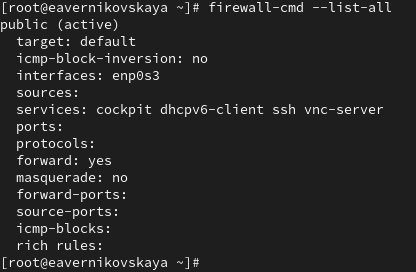 [root@eavernikovskaya ~]# firewall-cmd --list-all
public (active)
  target: default
  icmp-block-inversion: no
  interfaces: enp0s3
  sources:
  services: cockpit dhcpv6-client ssh vnc-server
  ports:
  protocols:
  forward: yes
  masquerade: no
  forward-ports:
  source-ports:
  icmp-blocks:
  rich rules:
[root@eavernikovskaya ~]#